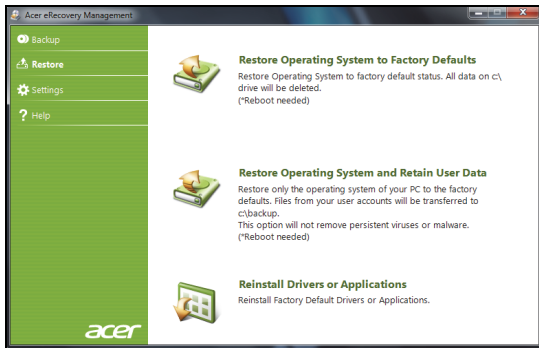 Acer eRecovery Management
Backup
Restore
Settings
? Help
Restore Operating System to Factory Defaults
Restore Operating System to factory default status. All data on c:\
drive will be deleted.
(*Reboot needed)
Restore Operating System and Retain User Data
Restore only the operating system of your PC to the factory
defaults. Files from your user accounts will be transferred to
c:\backup.
This option will not remove persistent viruses or malware.
(*Reboot needed)
Reinstall Drivers or Applications
Reinstall Factory Default Drivers or Applications.
acer